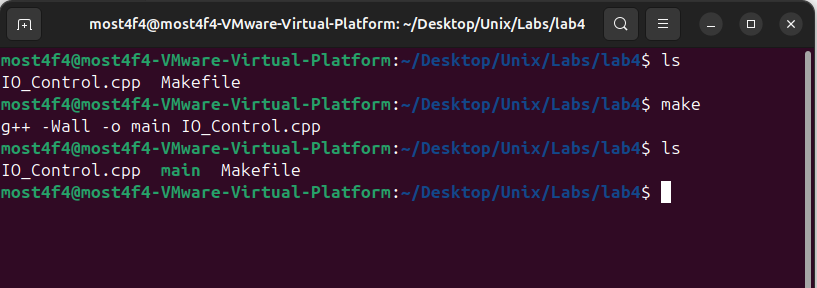 most4f4@most4f4-VMware-Virtual-Platform: ~/Desktop/Unix/Labs/lab4
most4f4@most4f4-VMware-Virtual-Platform:~/Desktop/Unix/Labs/lab4$ ls
IO_Control.cpp  Makefile
most4f4@most4f4-VMware-Virtual-Platform:~/Desktop/Unix/Labs/lab4$ make
g++ -Wall -o main IO_Control.cpp
most4f4@most4f4-VMware-Virtual-Platform:~/Desktop/Unix/Labs/lab4$ ls
IO_Control.cpp  main  Makefile
most4f4@most4f4-VMware-Virtual-Platform:~/Desktop/Unix/Labs/lab4$